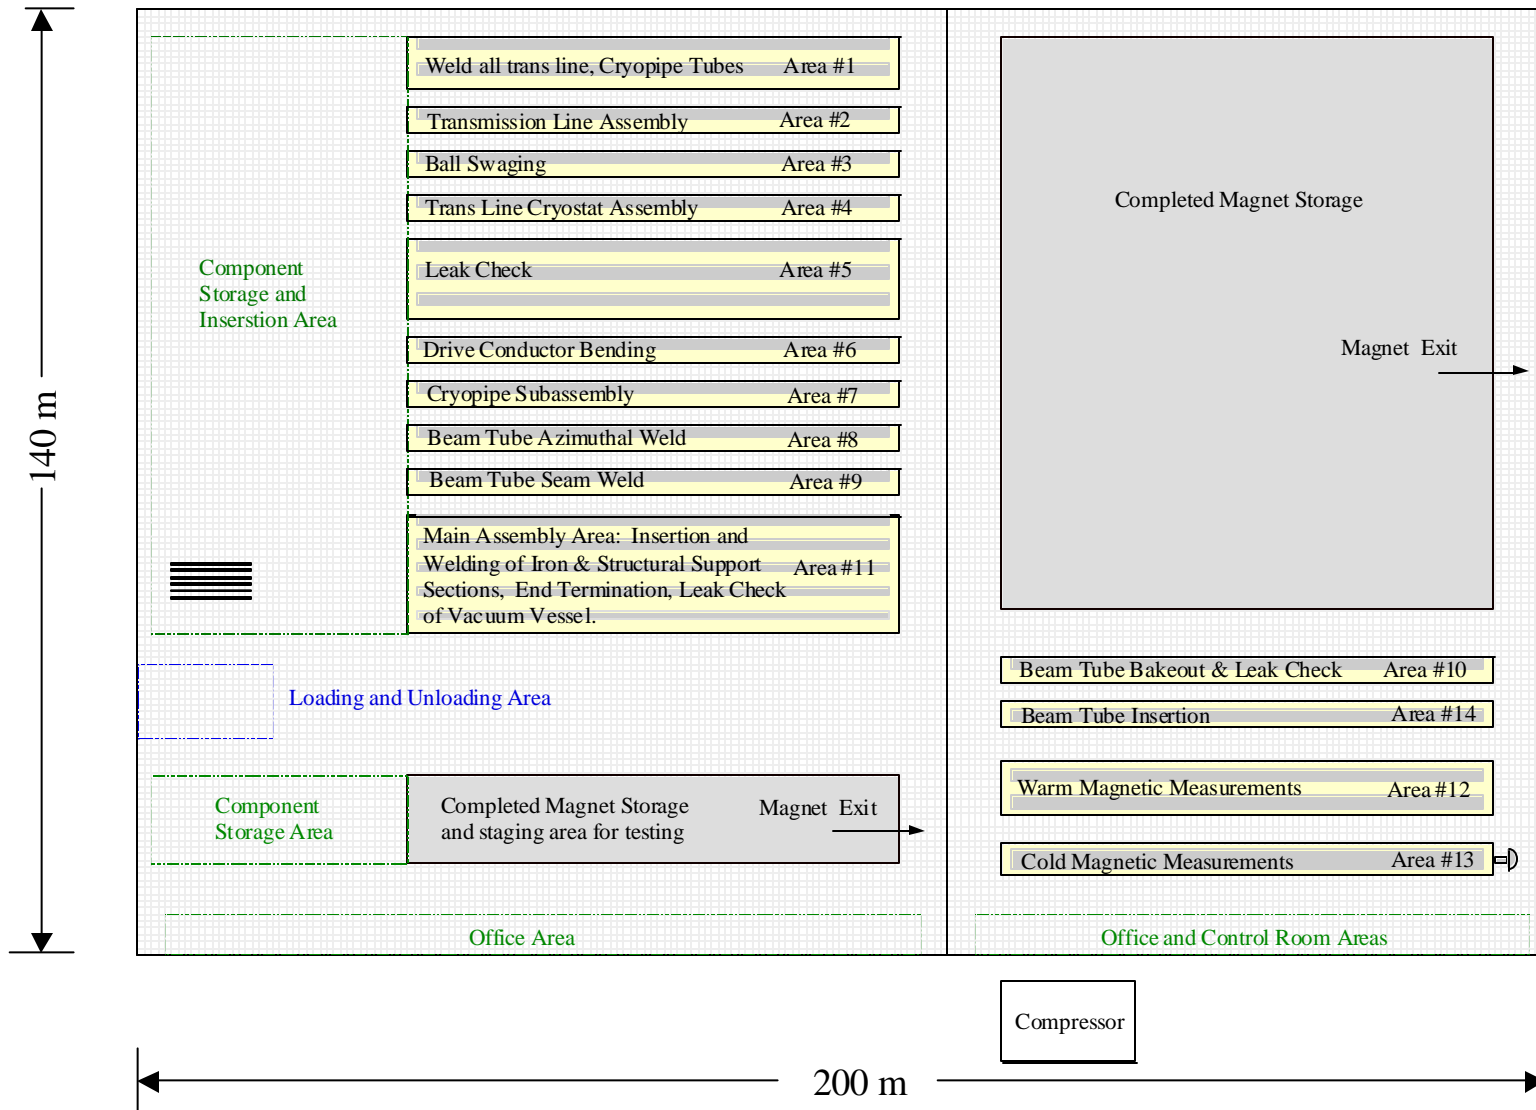 Weld all trans line, Cryopipe Tubes Area #1
Transmission Line Assembly Area #2
Ball Swaging Area #3
Trans Line Cryostat Assembly Area #4
Leak Check Area #5
Drive Conductor Bending Area #6
Cryopipe Subassembly Area #7
Beam Tube Azimuthal Weld Area #8
Beam Tube Seam Weld Area #9
Main Assembly Area: Insertion and
Welding of Iron & Structural Support Area #11
Sections, End Termination, Leak Check
of Vacuum Vessel.
Component
Storage and
Inserstion Area
140 m
Loading and Unloading Area
Component
Storage Area
Completed Magnet Storage
and staging area for testing
Magnet Exit
Office Area
Completed Magnet Storage
Magnet Exit
Beam Tube Bakeout & Leak Check Area #10
Beam Tube Insertion Area #14
Warm Magnetic Measurements Area #12
Cold Magnetic Measurements Area #13
Office and Control Room Areas
Compressor
200 m